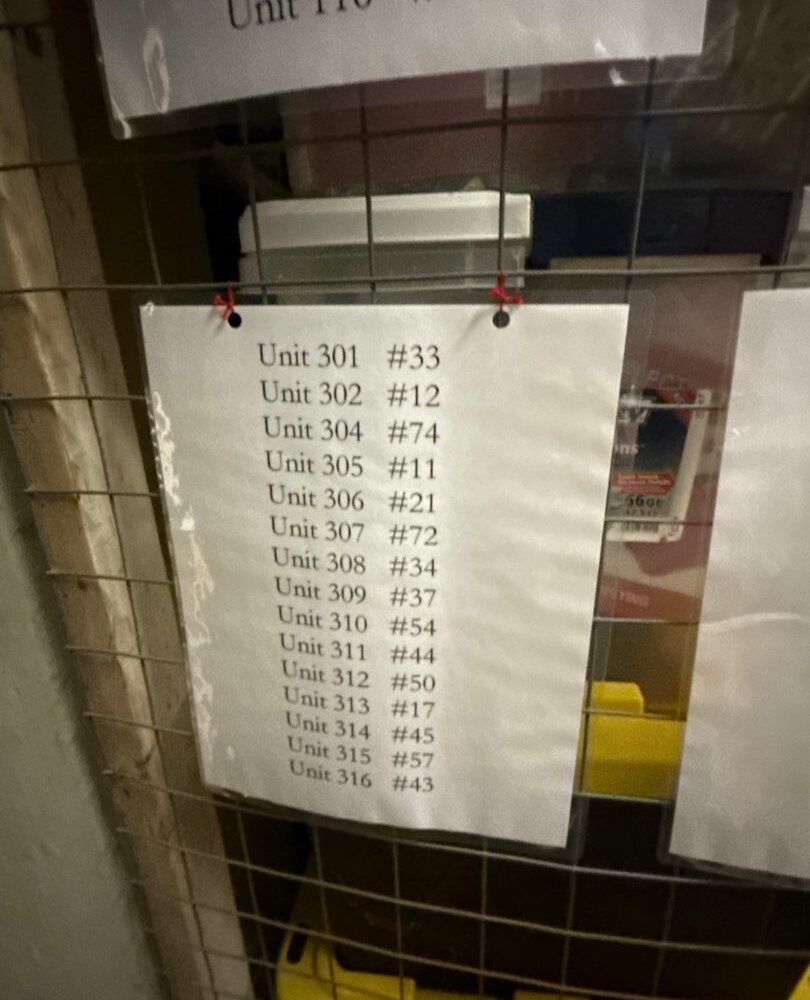 Unit 110
Unit 301 #33
Unit 302 #12
Unit 304 #74
Unit 305 #11
Unit 306 #21
Unit 307 #72
Unit 308 #34
Unit 309 #37
Unit 310 #54
Unit 311 #44
Unit 312 #50
Unit 313 #17
Unit 314 #45
Unit 315 #57
Unit 316 #43